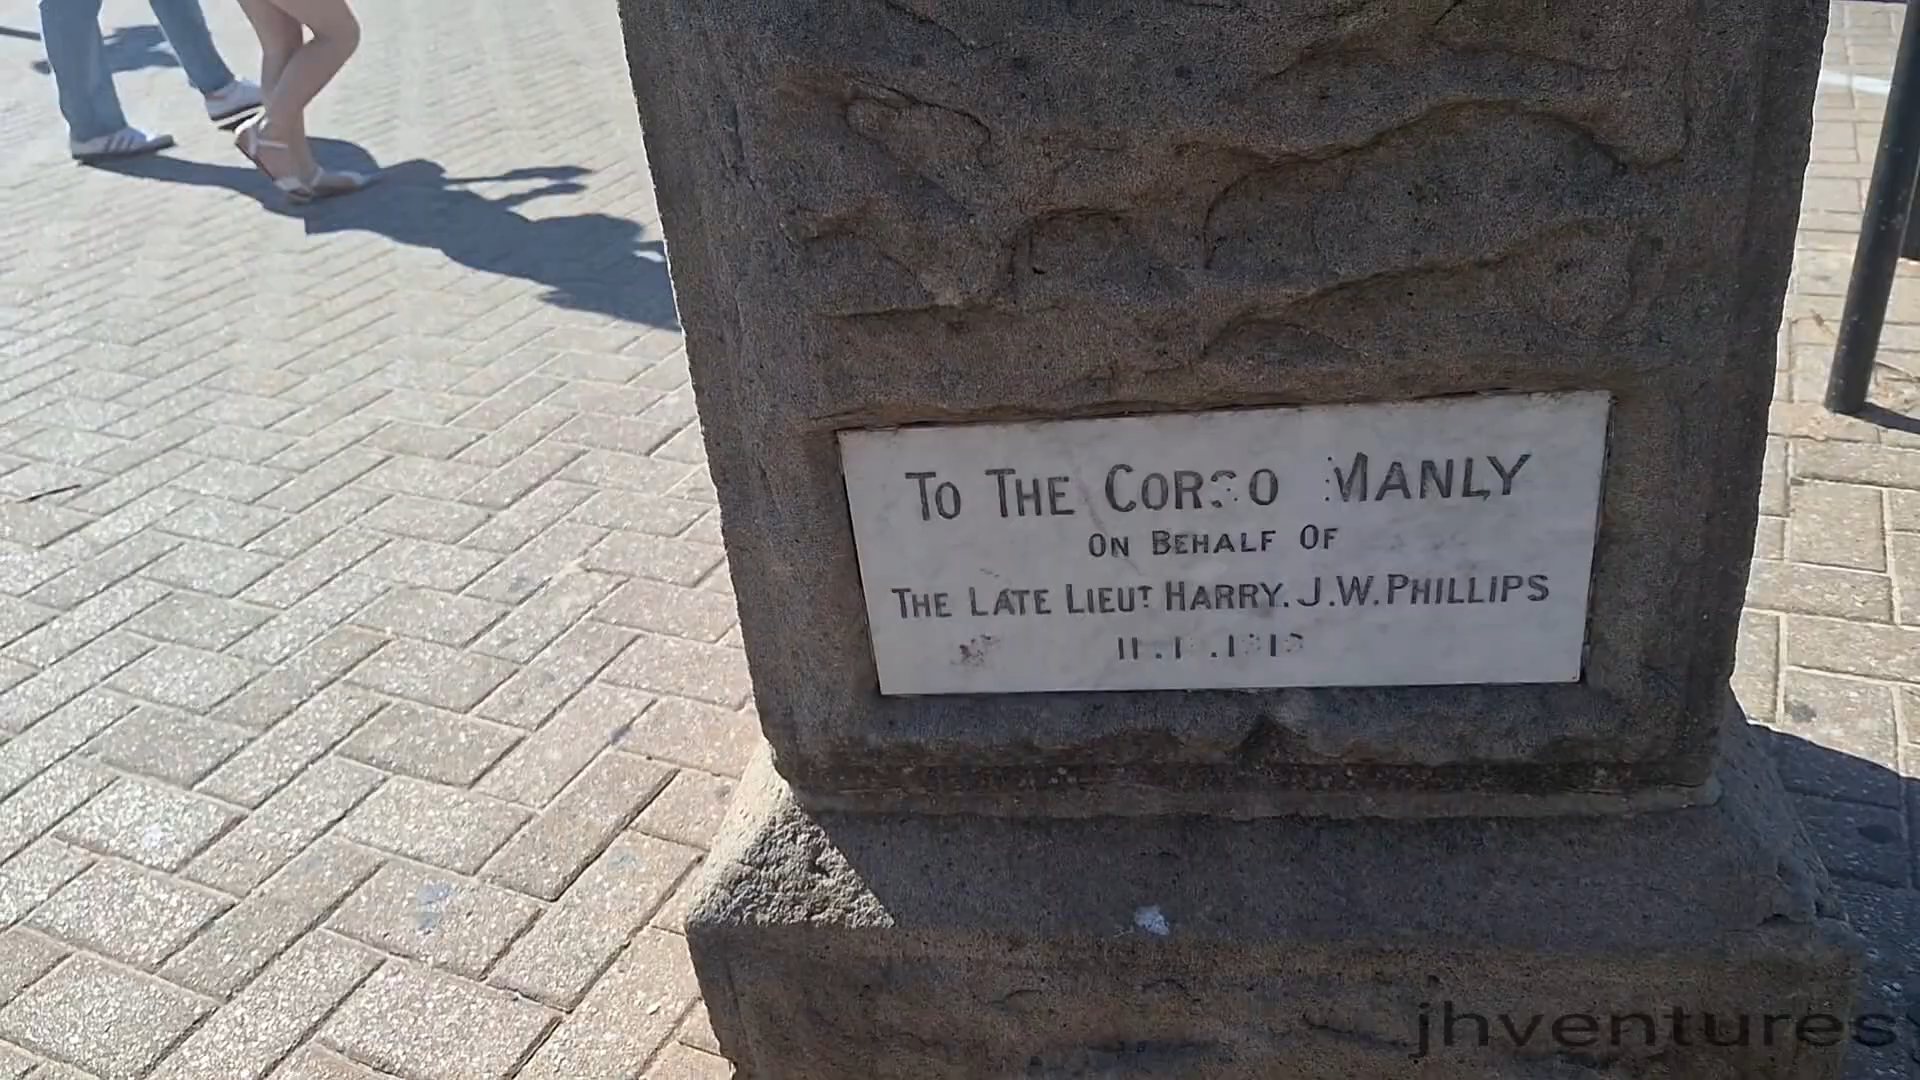 TO THE CORSO MANLY
ON BEHALF OF
THE LATE LIEUT HARRY. J.W. PHILLIPS
jhventures